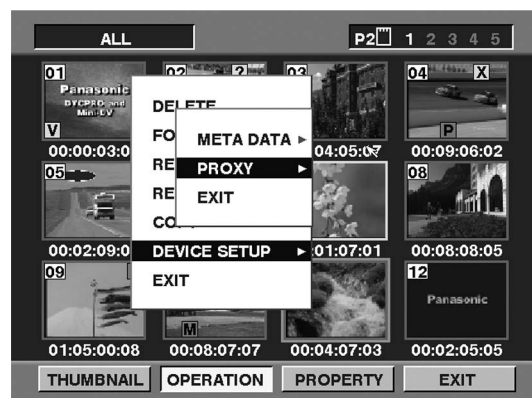 ALL
P2 1 2 3 4 5
01
Panasonic
DVCPRO and
Mini-DV
V
00:00:03:0
02
?
03
04:05:07
04
X
P
00:09:06:02
DELETE
FO
RE
RE
COPY
DEVICE SETUP
EXIT
META DATA
PROXY
EXIT
05
00:02:09:0
01:07:01
08
00:08:08:05
09
01:05:00:08
M
00:08:07:07
00:04:07:03
12
Panasonic
00:02:05:05
THUMBNAIL
OPERATION
PROPERTY
EXIT